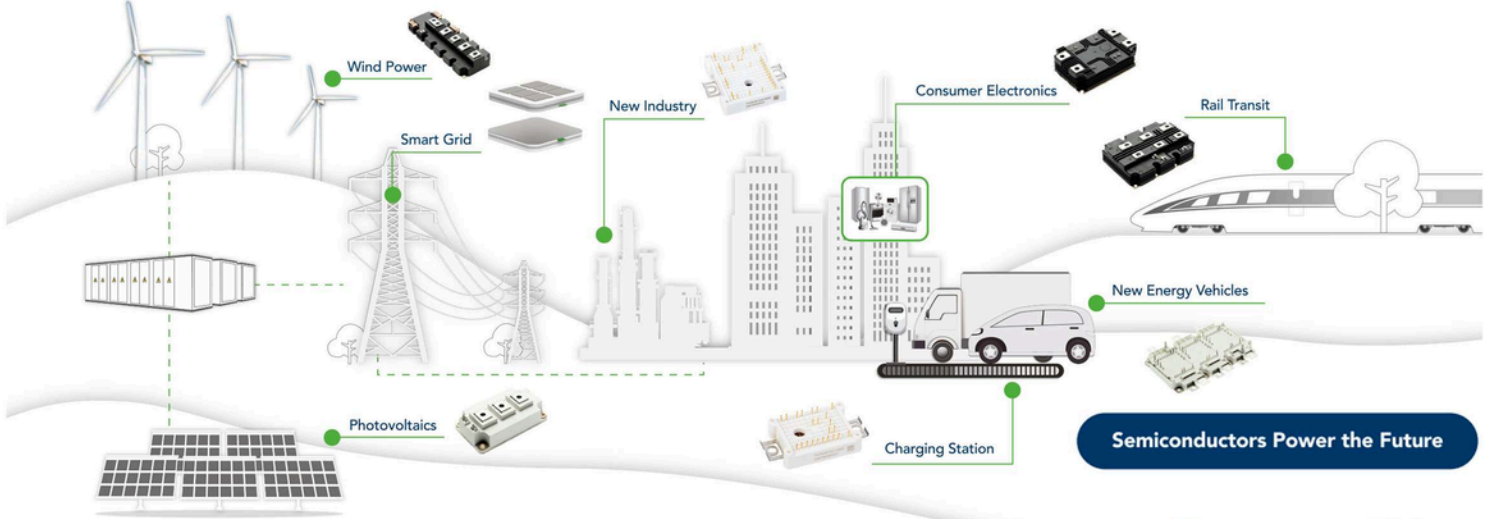 Wind Power
Smart Grid
New Industry
Consumer Electronics
Rail Transit
New Energy Vehicles
Photovoltaics
Charging Station
Semiconductors Power the Future